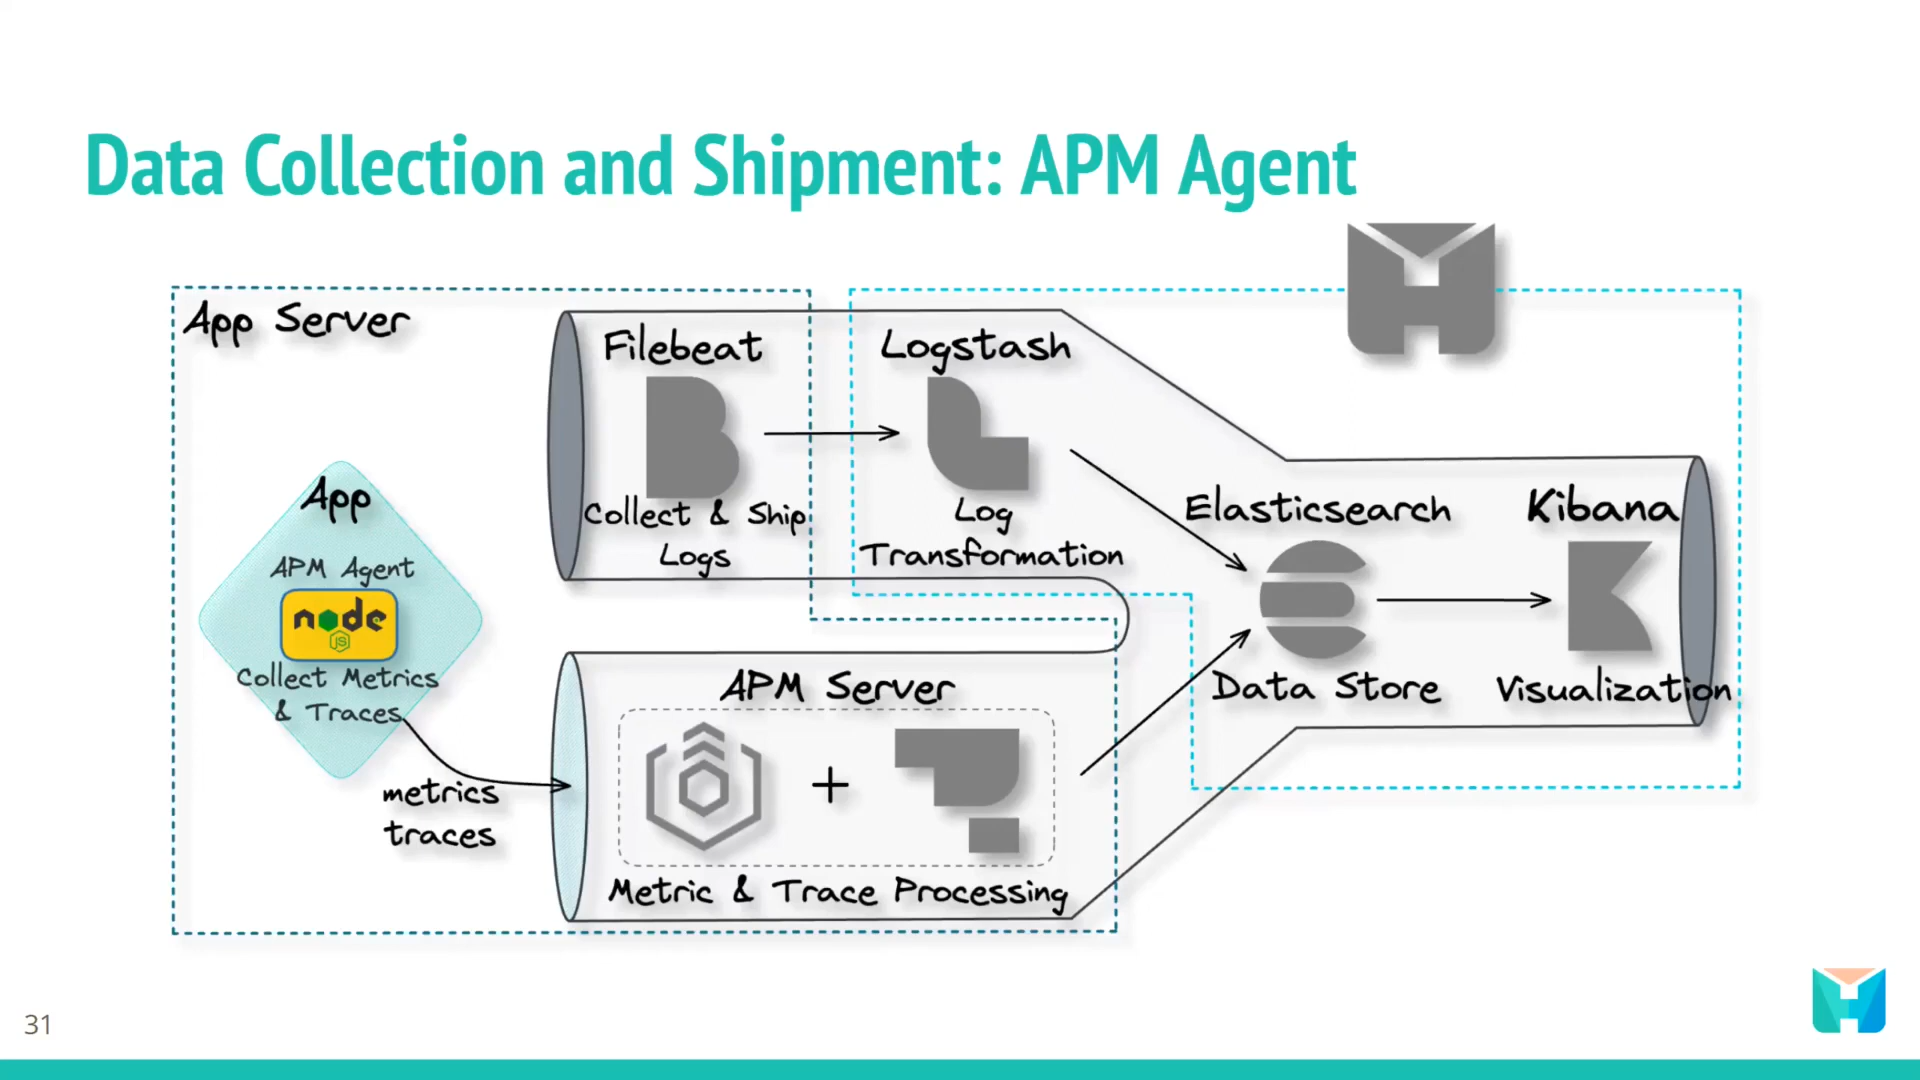 Data Collection and Shipment: APM Agent
App Server
Filebeat
Collect & Ship
Logs
Logstash
Log
Transformation
App
APM Agent
node
JS
Collect Metrics
& Traces
metrics
traces
APM Server
+
Metric & Trace Processing
Elasticsearch
Data Store
Kibana
Visualization
31